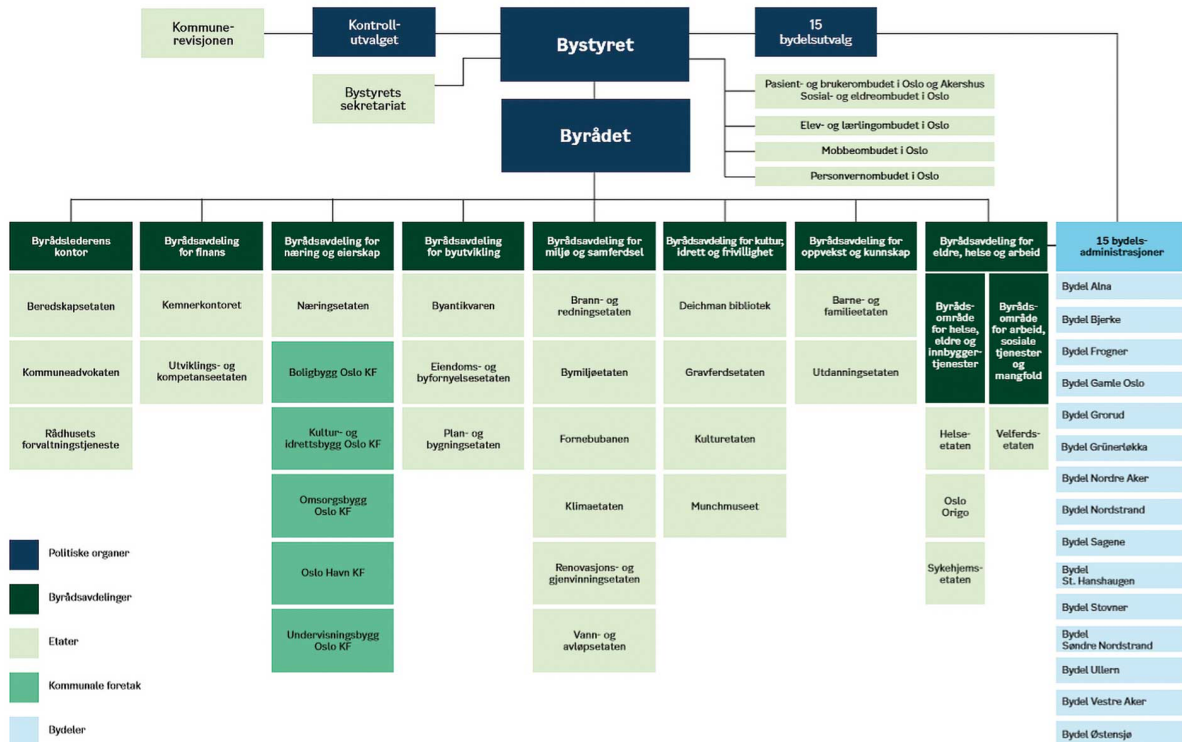 Kommune-
revisjonen
Kontroll-
utvalget
Bystyret
15
bydelsutvalg
Bystyrets
sekretariat
Pasient- og brukerombudet i Oslo og Akershus
Sosial- og eldreombudet i Oslo
Elev- og lærlingombudet i Oslo
Mobbeombudet i Oslo
Personvernombudet i Oslo
Byrådet
Byrådslederens
kontor
Beredskapsetaten
Kommuneadvokaten
Rådhusets
forvaltningstjeneste
Byrådsavdeling
for finans
Kemnerkontoret
Utviklings- og
kompetanseetaten
Byrådsavdeling for
næring og eierskap
Næringsetaten
Boligbygg Oslo KF
Kultur- og
idrettsbygg Oslo KF
Omsorgsbygg
Oslo KF
Oslo Havn KF
Undervisningsbygg
Oslo KF
Byrådsavdeling
for byutvikling
Byantikvaren
Eiendoms- og
byfornyelsesetaten
Plan- og
bygningsetaten
Byrådsavdeling for
miljø og samferdsel
Brann- og
redningsetaten
Bymiljøetaten
Fornebubanen
Klimaetaten
Renovasjons- og
gjenvinningsetaten
Vann- og
avløpsetaten
Byrådsavdeling for kultur,
idrett og frivillighet
Deichman bibliotek
Gravferdsetaten
Kulturetaten
Munchmuseet
Byrådsavdeling for
oppvekst og kunnskap
Barne- og
familieetaten
Utdanningsetaten
Byrådsavdeling for
eldre, helse og arbeid
Byråds-
område
for helse,
eldre og
innbygger-
tjenester
Helse-
etaten
Oslo
Origo
Sykehjems-
etaten
Byråds-
område
for arbeid,
sosiale
tjenester
og
mangfold
Velferds-
etaten
15 bydels-
administrasjoner
Bydel Alna
Bydel Bjerke
Bydel Frogner
Bydel Gamle Oslo
Bydel Grorud
Bydel Grünerløkka
Bydel Nordre Aker
Bydel Nordstrand
Bydel Sagene
Bydel
St. Hanshaugen
Bydel Stovner
Bydel
Søndre Nordstrand
Bydel Ullern
Bydel Vestre Aker
Bydel Østensjø
Politiske organer
Byrådsavdelinger
Etater
Kommunale foretak
Bydeler